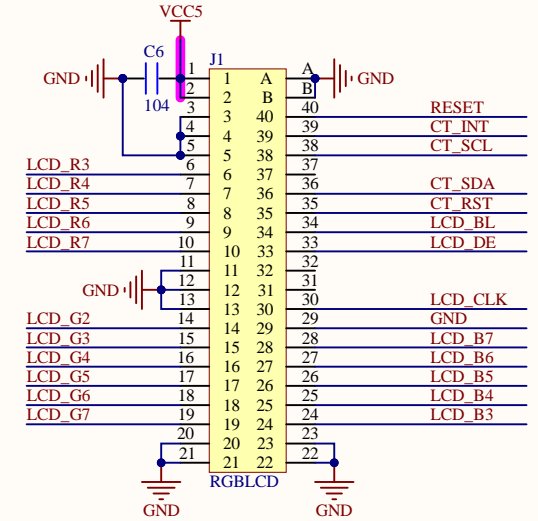 VCC5
C6
J1
GND
104
GND
1 1 A A
2 2 B B
3 3 40 40 RESET
4 4 39 39 CT_INT
5 5 38 38 CT_SCL
LCD_R3 6 6 37 37
LCD_R4 7 7 36 36 CT_SDA
LCD_R5 8 8 35 35 CT_RST
LCD_R6 9 9 34 34 LCD_BL
LCD_R7 10 10 33 33 LCD_DE
11 11 32 32
GND 12 12 31 31
13 13 30 30 LCD_CLK
LCD_G2 14 14 29 29 GND
LCD_G3 15 15 28 28 LCD_B7
LCD_G4 16 16 27 27 LCD_B6
LCD_G5 17 17 26 26 LCD_B5
LCD_G6 18 18 25 25 LCD_B4
LCD_G7 19 19 24 24 LCD_B3
20 20 23 23
21 21 22 22
RGBLCD
GND
GND